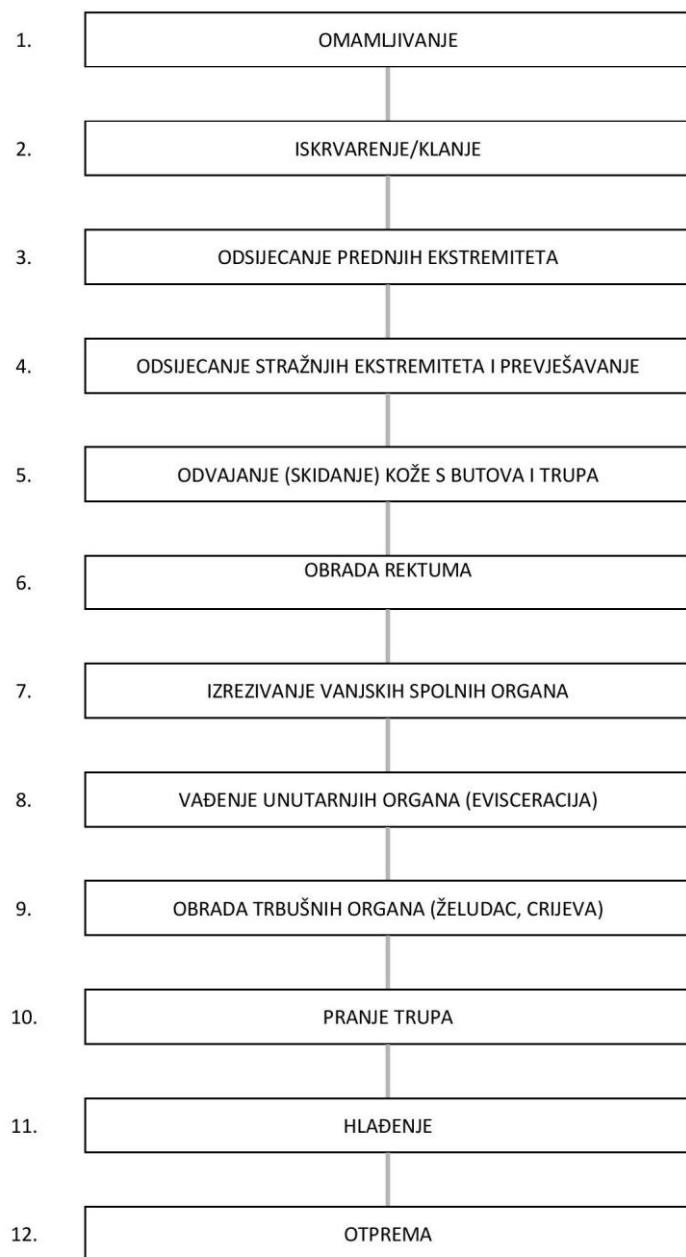 1. OMAMLJIVANJE
2. ISKRVARENJE/KLANJE
3. ODSIJECANJE PREDNJIH EKSTREMITETA
4. ODSIJECANJE STRAŽNJIH EKSTREMITETA I PREVJEŠAVANJE
5. ODVAJANJE (SKIDANJE) KOŽE S BUTOVA I TRUPA
6. OBRADA REKTUMA
7. IZREZIVANJE VANJSKIH SPOLNIH ORGANA
8. VAĐENJE UNUTARNJIH ORGANA (EVISCERACIJA)
9. OBRADA TRBUŠNIH ORGANA (ŽELUDAC, CRIJEVA)
10. PRANJE TRUPA
11. HLAĐENJE
12. OTPREMA